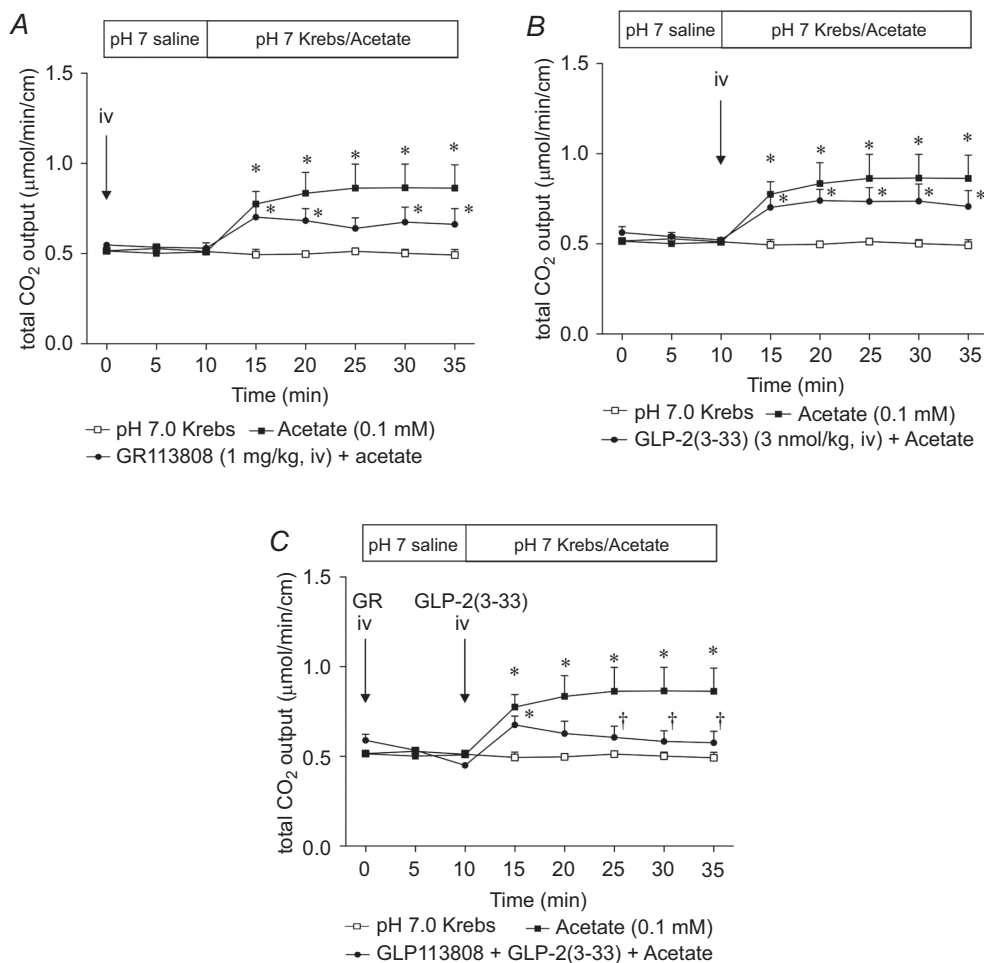 A
pH 7 saline
pH 7 Krebs/Acetate
total CO2 output (μmol/min/cm)
1.5
1.0
0.5
0.0
iv
* * * * *
* * * *
0 5 10 15 20 25 30 35
Time (min)
pH 7.0 Krebs Acetate (0.1 mM)
GR113808 (1 mg/kg, iv) + acetate
B
pH 7 saline
pH 7 Krebs/Acetate
total CO2 output (μmol/min/cm)
1.5
1.0
0.5
0.0
iv
* * * * *
* * * * *
0 5 10 15 20 25 30 35
Time (min)
pH 7.0 Krebs Acetate (0.1 mM)
GLP-2(3-33) (3 nmol/kg, iv) + Acetate
C
pH 7 saline
pH 7 Krebs/Acetate
total CO2 output (μmol/min/cm)
1.5
1.0
0.5
0.0
GR GLP-2(3-33)
iv iv
* * * * *
* † † †
0 5 10 15 20 25 30 35
Time (min)
pH 7.0 Krebs Acetate (0.1 mM)
GLP113808 + GLP-2(3-33) + Acetate